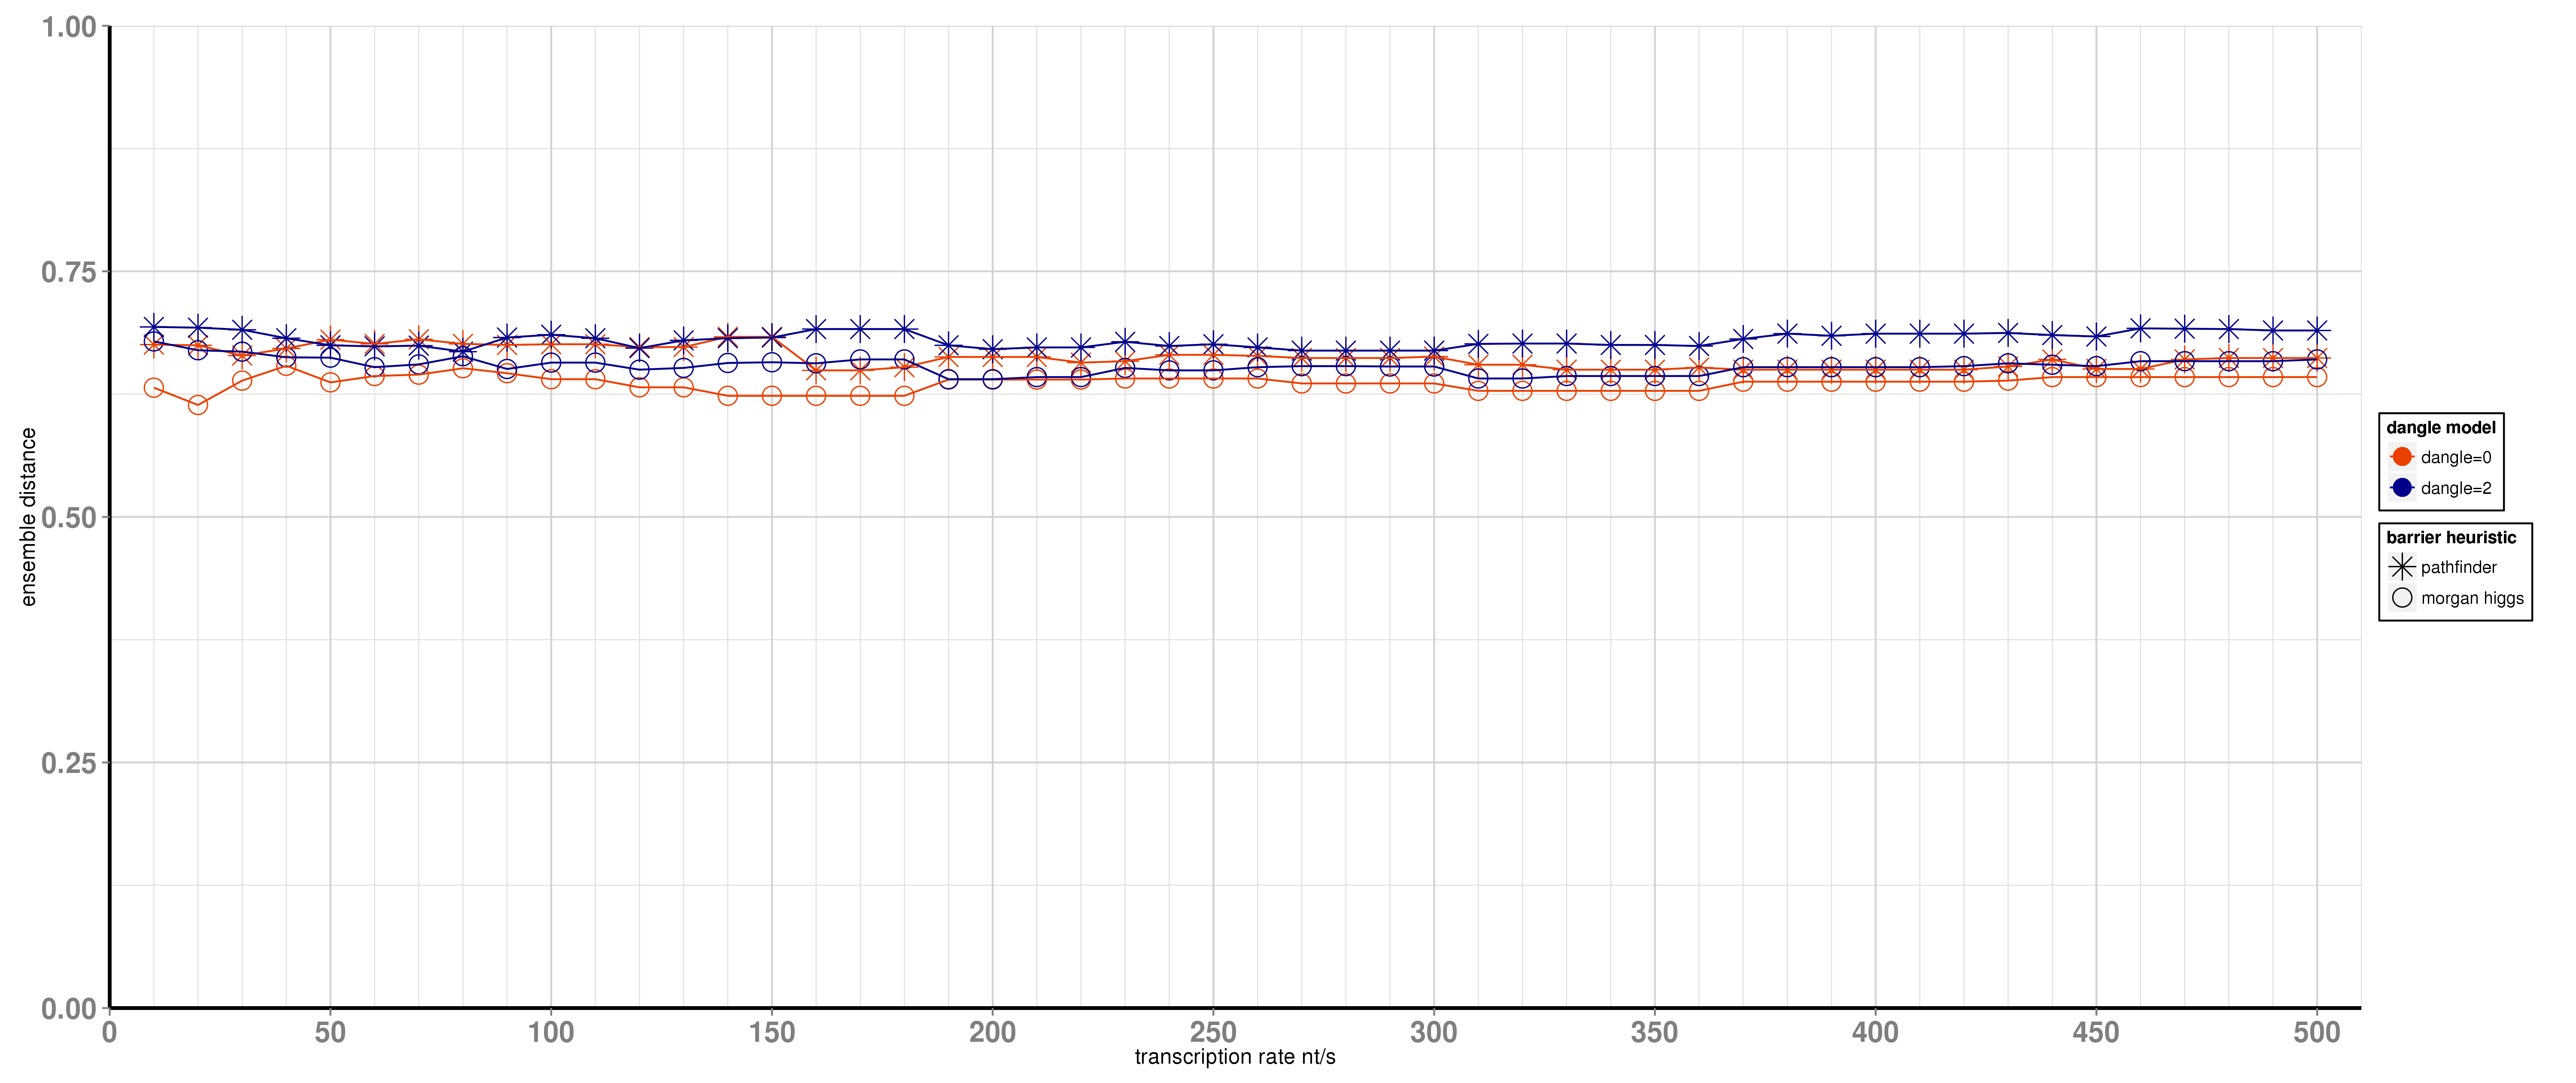 1.00
0.75
0.50
0.25
0.00
ensemble distance
0 50 100 150 200 250 300 350 400 450 500
transcription rate nt/s
dangle model
dangle=0
dangle=2
barrier heuristic
pathfinder
morgan higgs